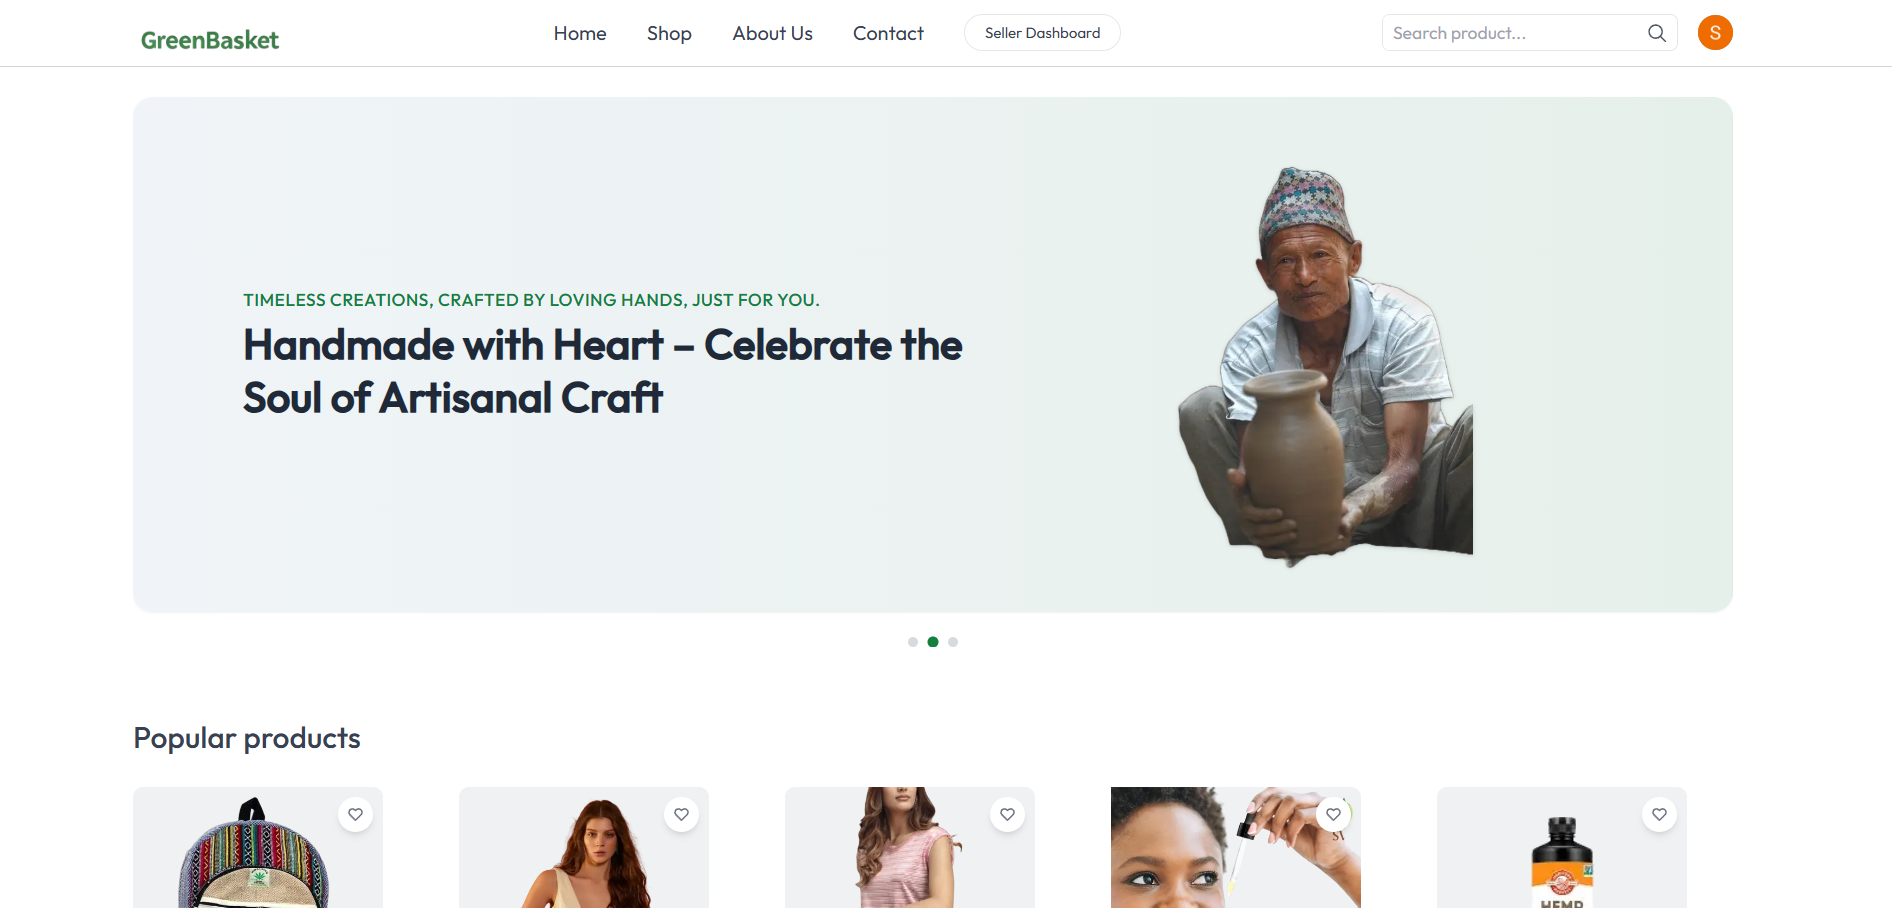 GreenBasket
Home
Shop
About Us
Contact
Seller Dashboard
Search product...
S
TIMELESS CREATIONS, CRAFTED BY LOVING HANDS, JUST FOR YOU.
Handmade with Heart – Celebrate the
Soul of Artisanal Craft
Popular products
HEMP